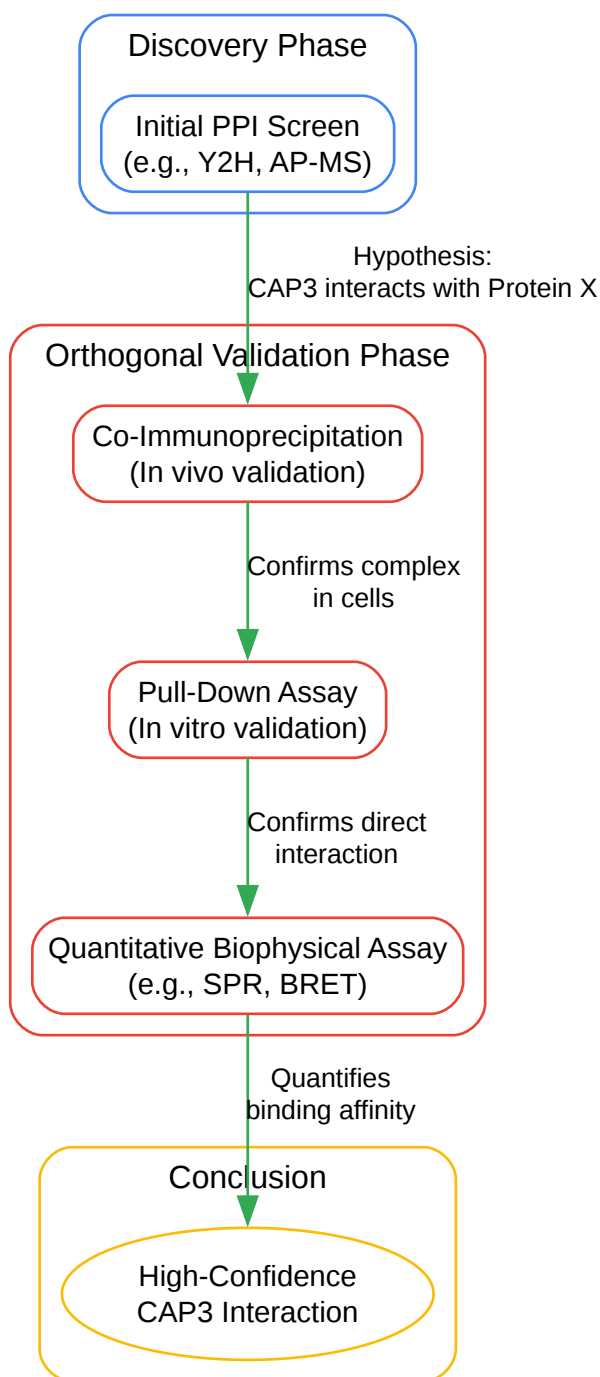 Discovery Phase
Initial PPI Screen
(e.g., Y2H, AP-MS)
Hypothesis:
CAP3 interacts with Protein X
Orthogonal Validation Phase
Co-Immunoprecipitation
(In vivo validation)
Confirms complex
in cells
Pull-Down Assay
(In vitro validation)
Confirms direct
interaction
Quantitative Biophysical Assay
(e.g., SPR, BRET)
Quantifies
binding affinity
Conclusion
High-Confidence
CAP3 Interaction